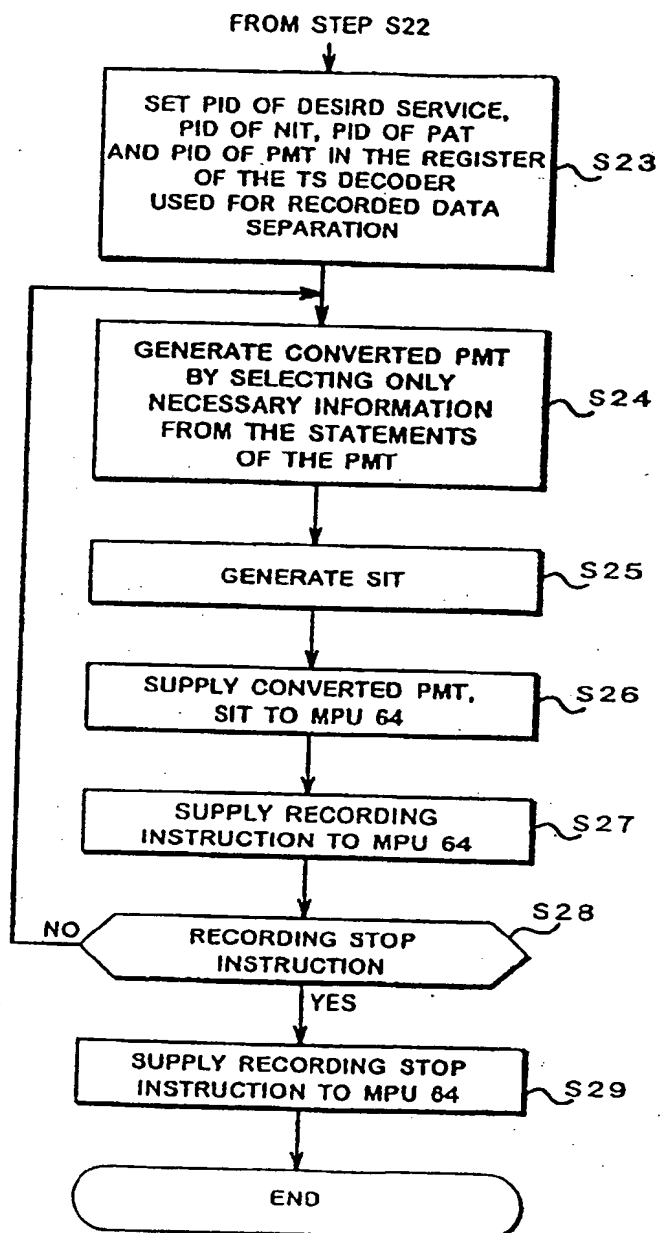 FROM STEP S22
SET PID OF DESIRD SERVICE,
PID OF NIT, PID OF PAT
AND PID OF PMT IN THE REGISTER
OF THE TS DECODER
USED FOR RECORDED DATA
SEPARATION
S23
GENERATE CONVERTED PMT
BY SELECTING ONLY
NECESSARY INFORMATION
FROM THE STATEMENTS
OF THE PMT
S24
GENERATE SIT
S25
SUPPLY CONVERTED PMT,
SIT TO MPU 64
S26
SUPPLY RECORDING
INSTRUCTION TO MPU 64
S27
NO
RECORDING STOP
INSTRUCTION
S28
YES
SUPPLY RECORDING STOP
INSTRUCTION TO MPU 64
S29
END